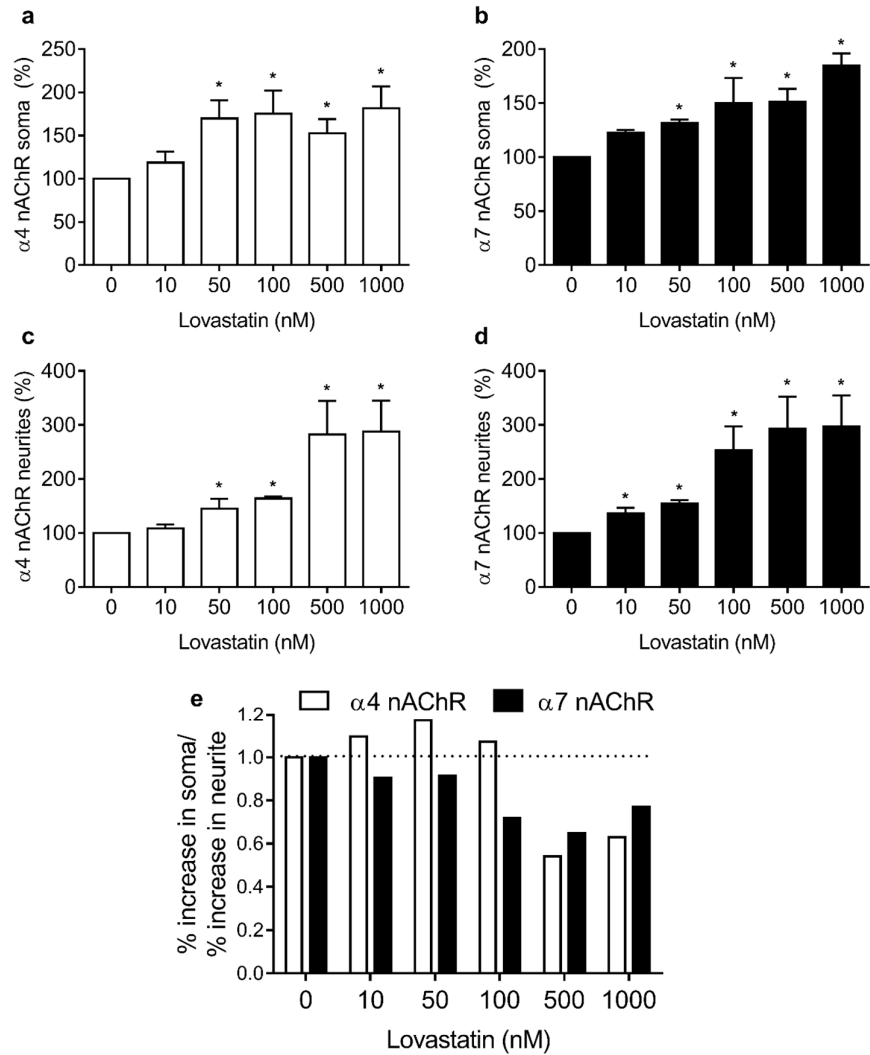 a
α4 nAChR soma (%)
250
200
150
100
50
0
* * * *
0 10 50 100 500 1000
Lovastatin (nM)
b
α7 nAChR soma (%)
200
150
100
50
0
* * * *
0 10 50 100 500 1000
Lovastatin (nM)
c
α4 nAChR neurites (%)
400
300
200
100
0
* * * *
0 10 50 100 500 1000
Lovastatin (nM)
d
α7 nAChR neurites (%)
400
300
200
100
0
* * * * *
0 10 50 100 500 1000
Lovastatin (nM)
e
α4 nAChR α7 nAChR
% increase in soma/
% increase in neurite
1.2
1.0
0.8
0.6
0.4
0.2
0.0
0 10 50 100 500 1000
Lovastatin (nM)